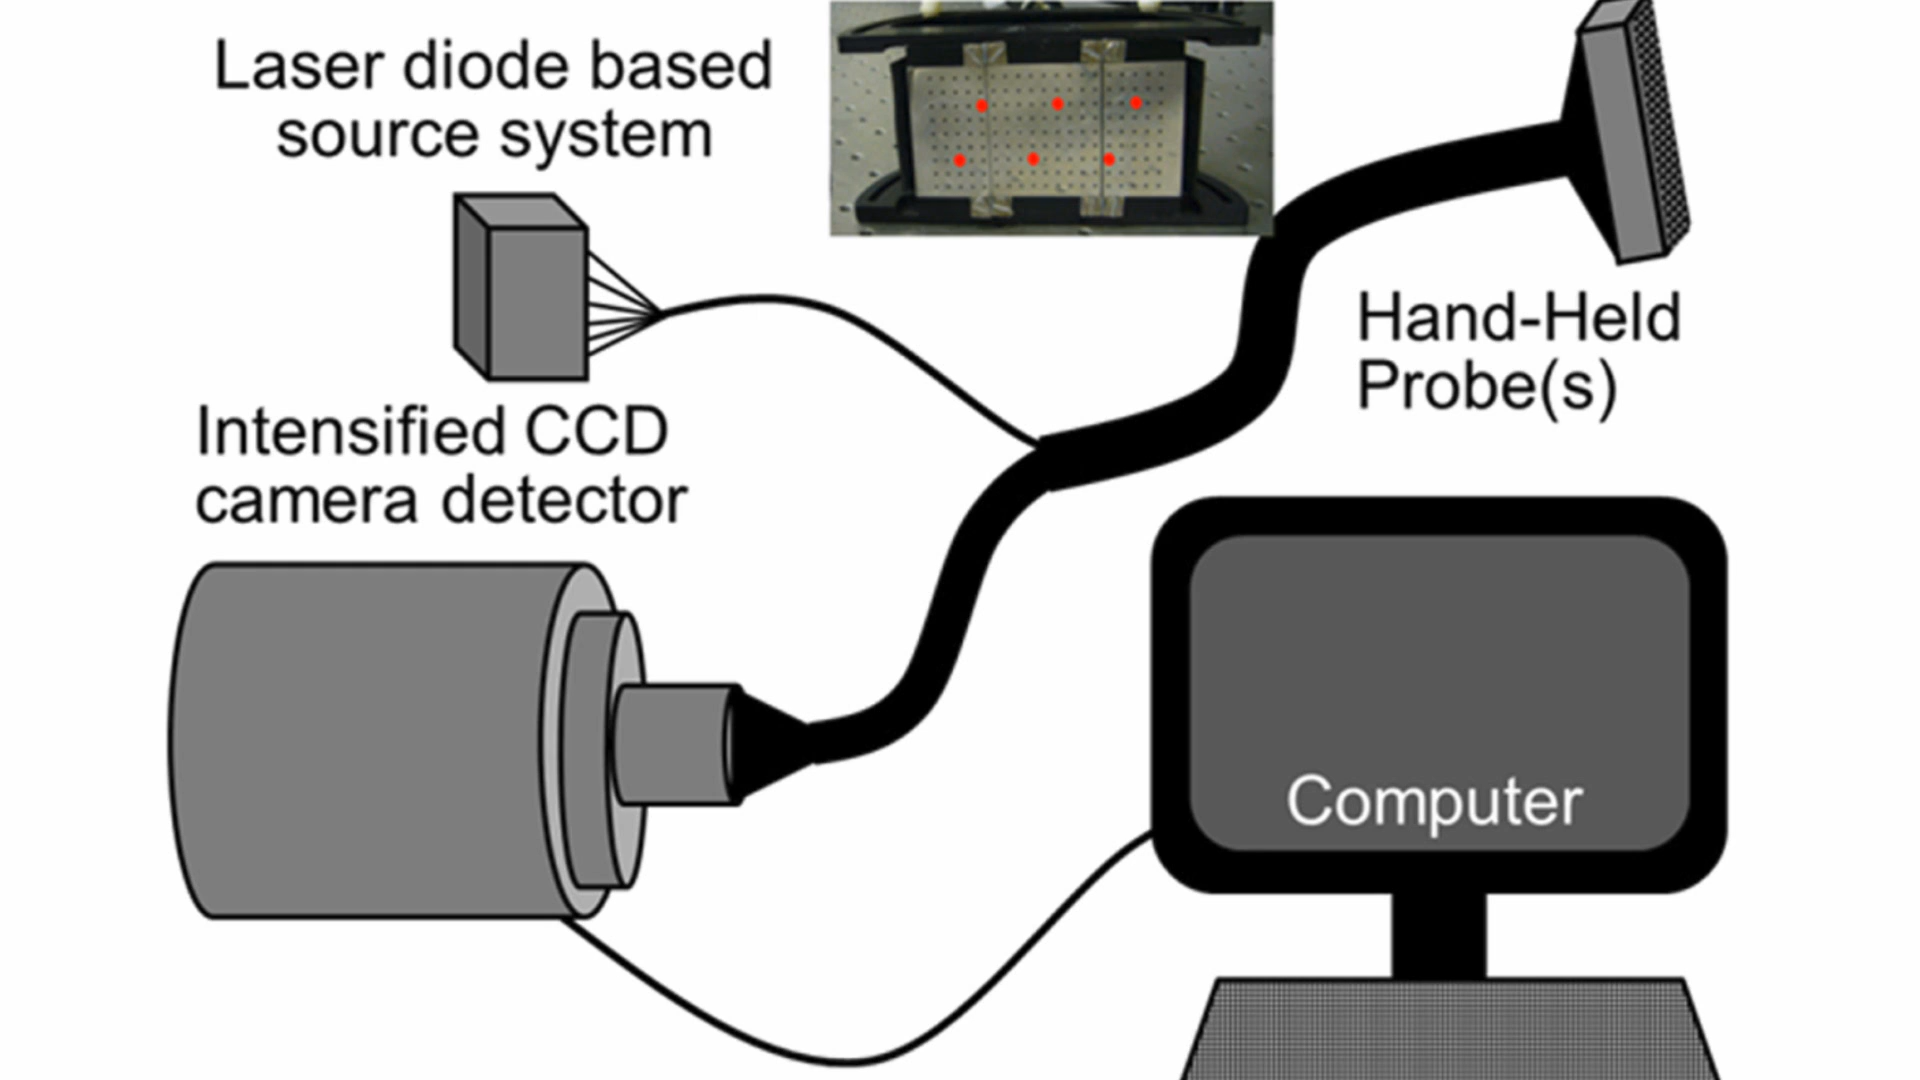 Laser diode based
source system
Hand-Held
Probe(s)
Intensified CCD
camera detector
Computer